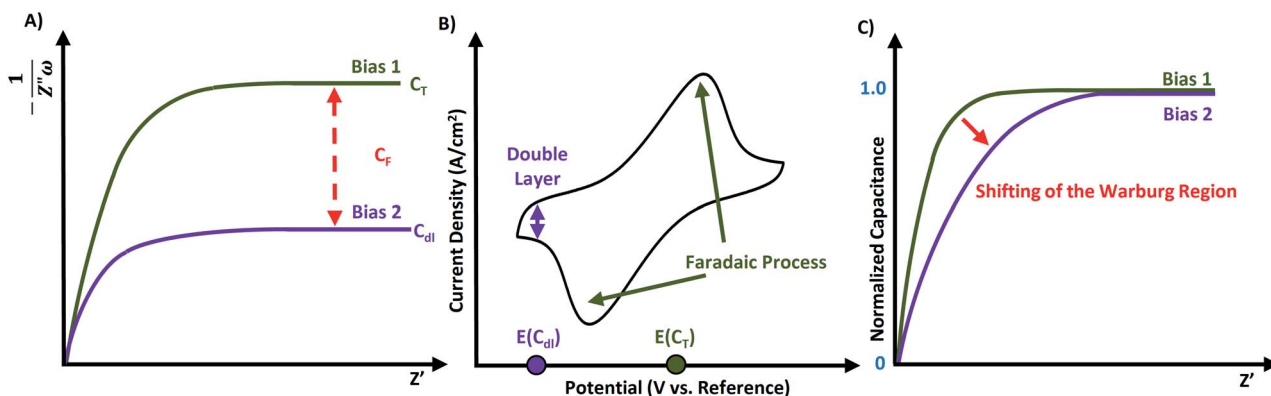 A)
− 1 / Z"ω
Bias 1
C_T
C_F
Bias 2
C_dl
Z'
B)
Current Density (A/cm²)
Double
Layer
Faradaic Process
E(C_dl)
E(C_T)
Potential (V vs. Reference)
C)
Normalized Capacitance
1.0
0
Bias 1
Bias 2
Shifting of the Warburg Region
Z'